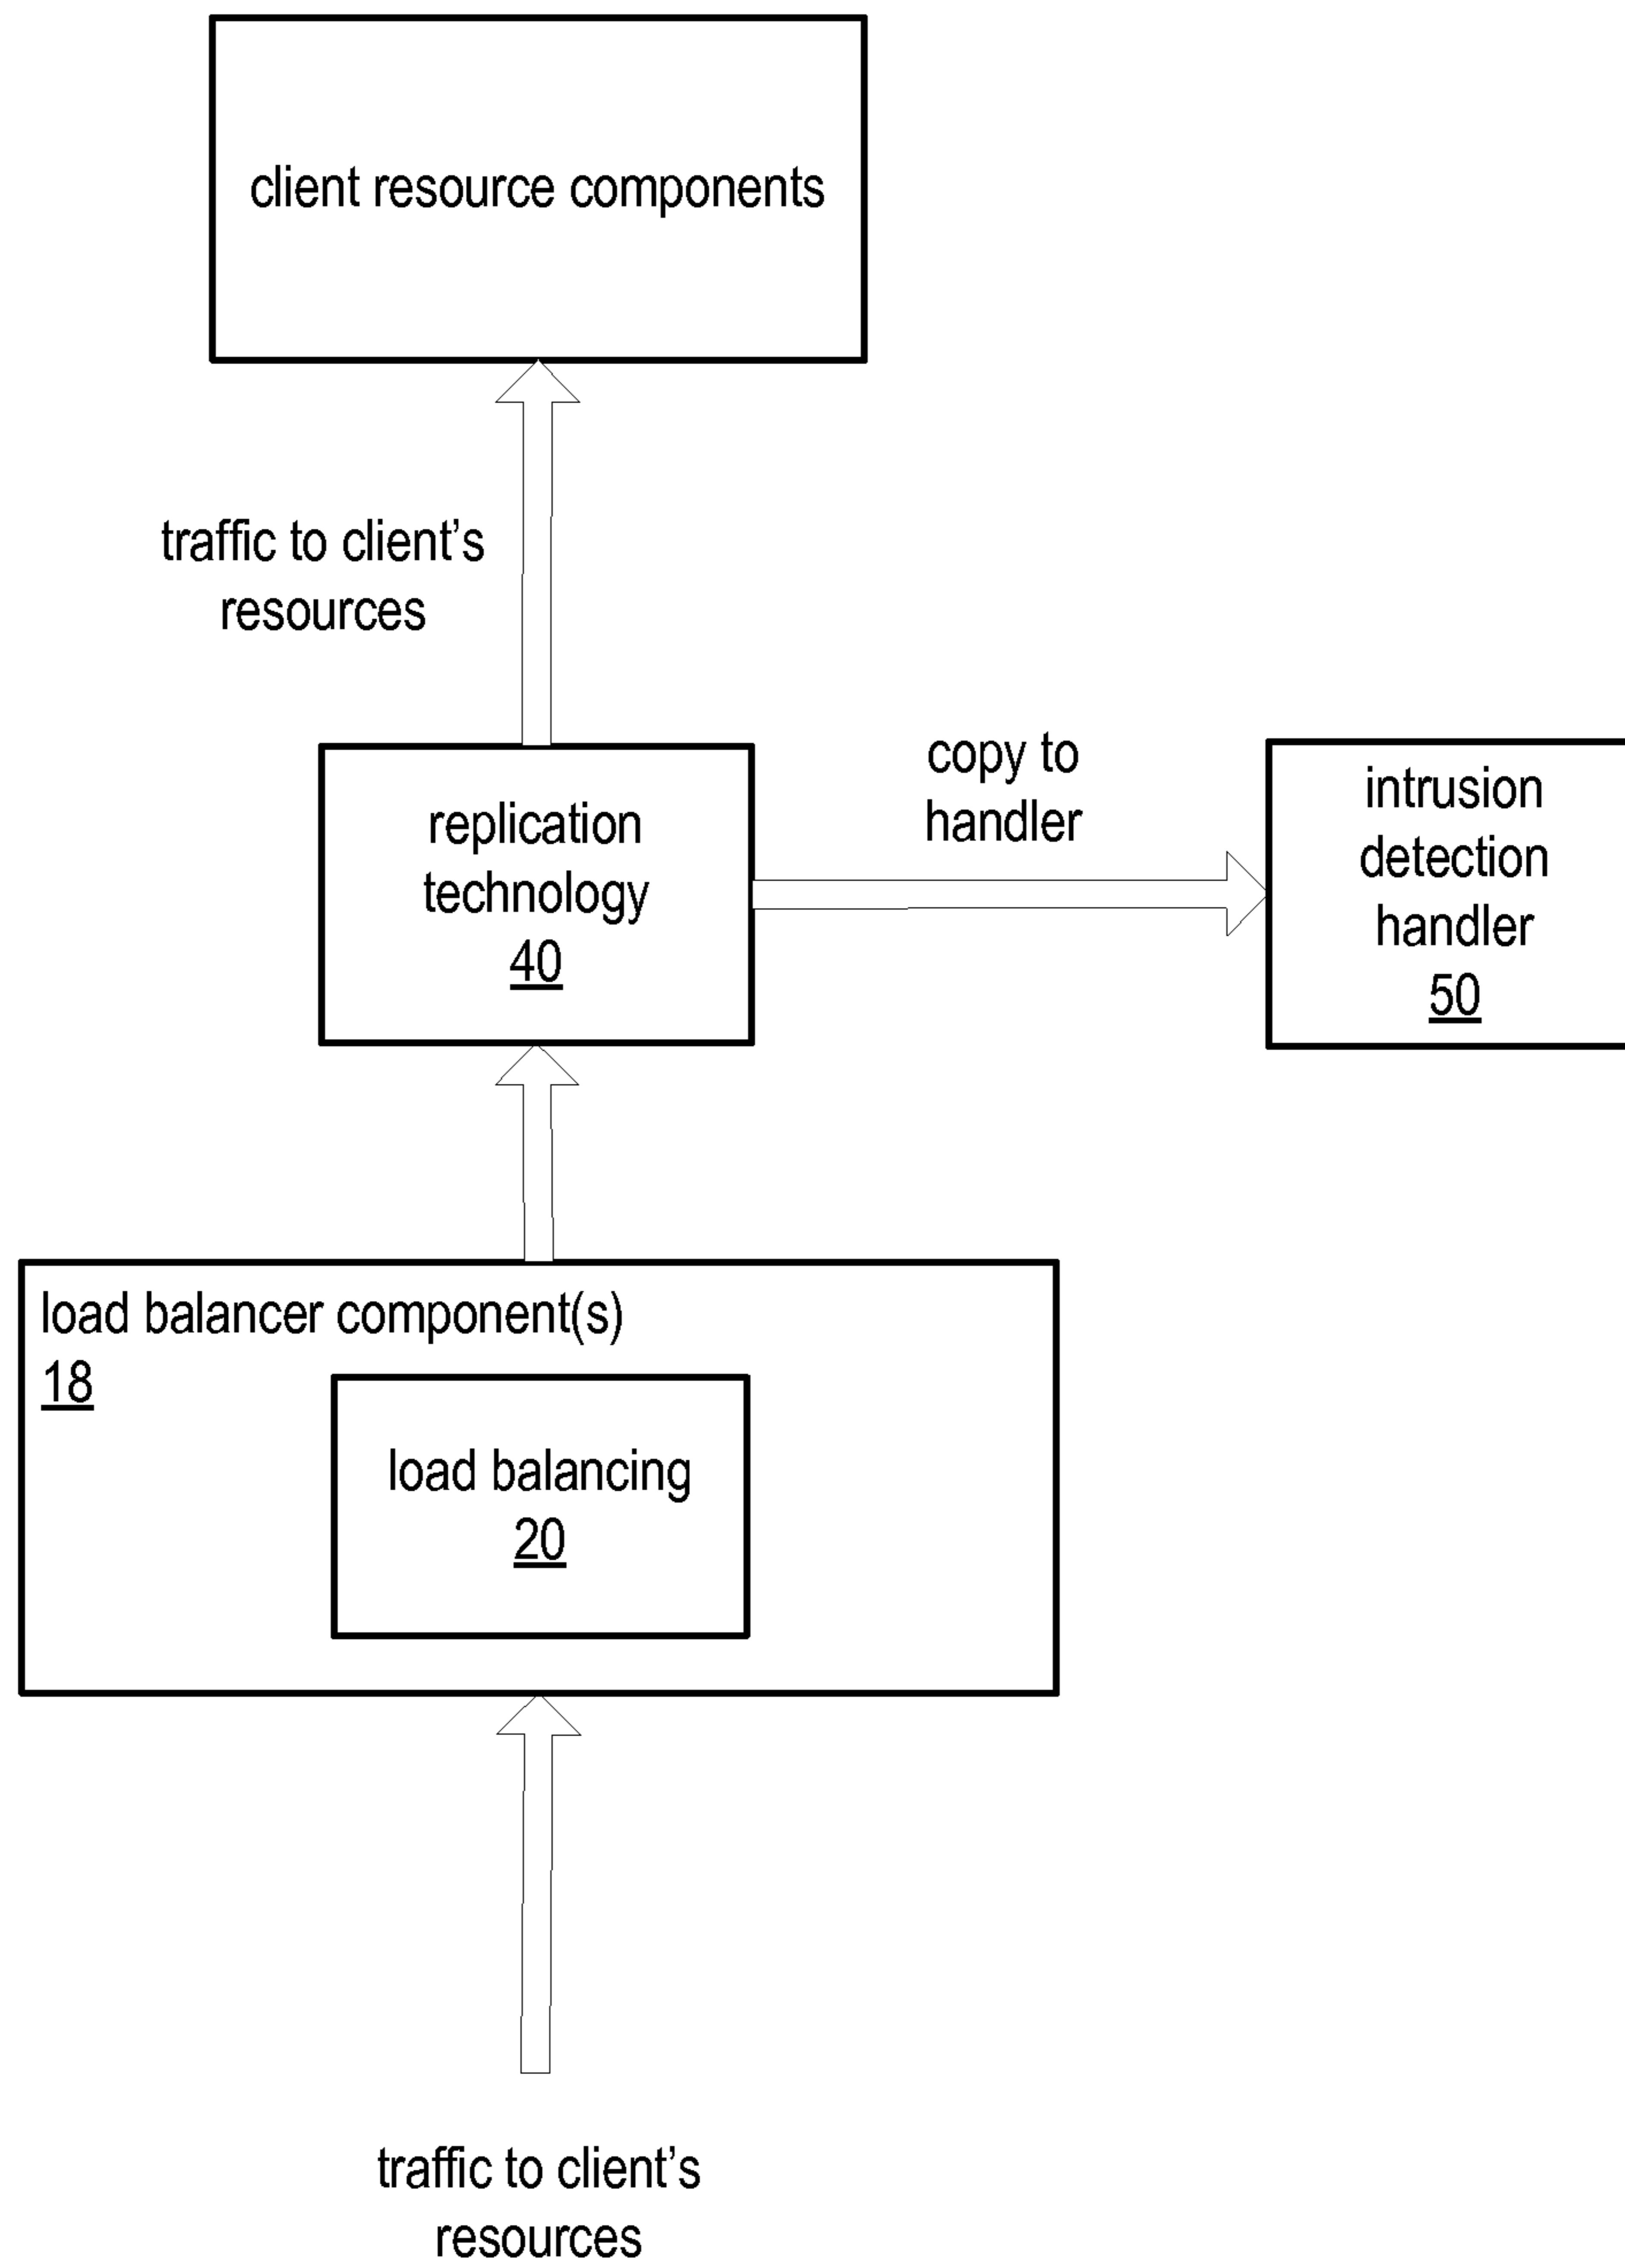 client resource components
traffic to client's
resources
replication
technology
40
copy to
handler
intrusion
detection
handler
50
load balancer component(s)
18
load balancing
20
traffic to client's
resources